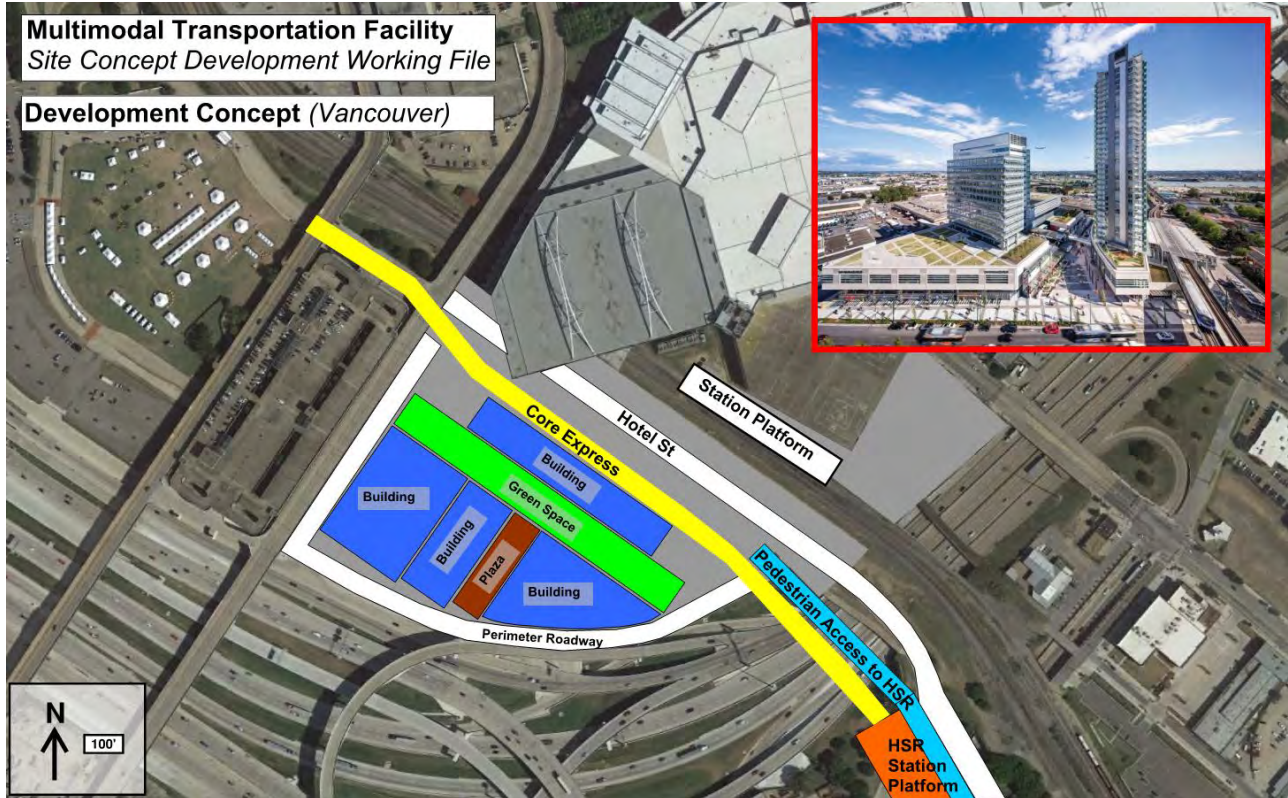 Multimodal Transportation Facility
Site Concept Development Working File
Development Concept (Vancouver)
Core Express
Hotel St
Station Platform
Building
Green Space
Building
Building
Plaza
Building
Perimeter Roadway
Pedestrian Access to HSR
HSR
Station
Platform
N
100'